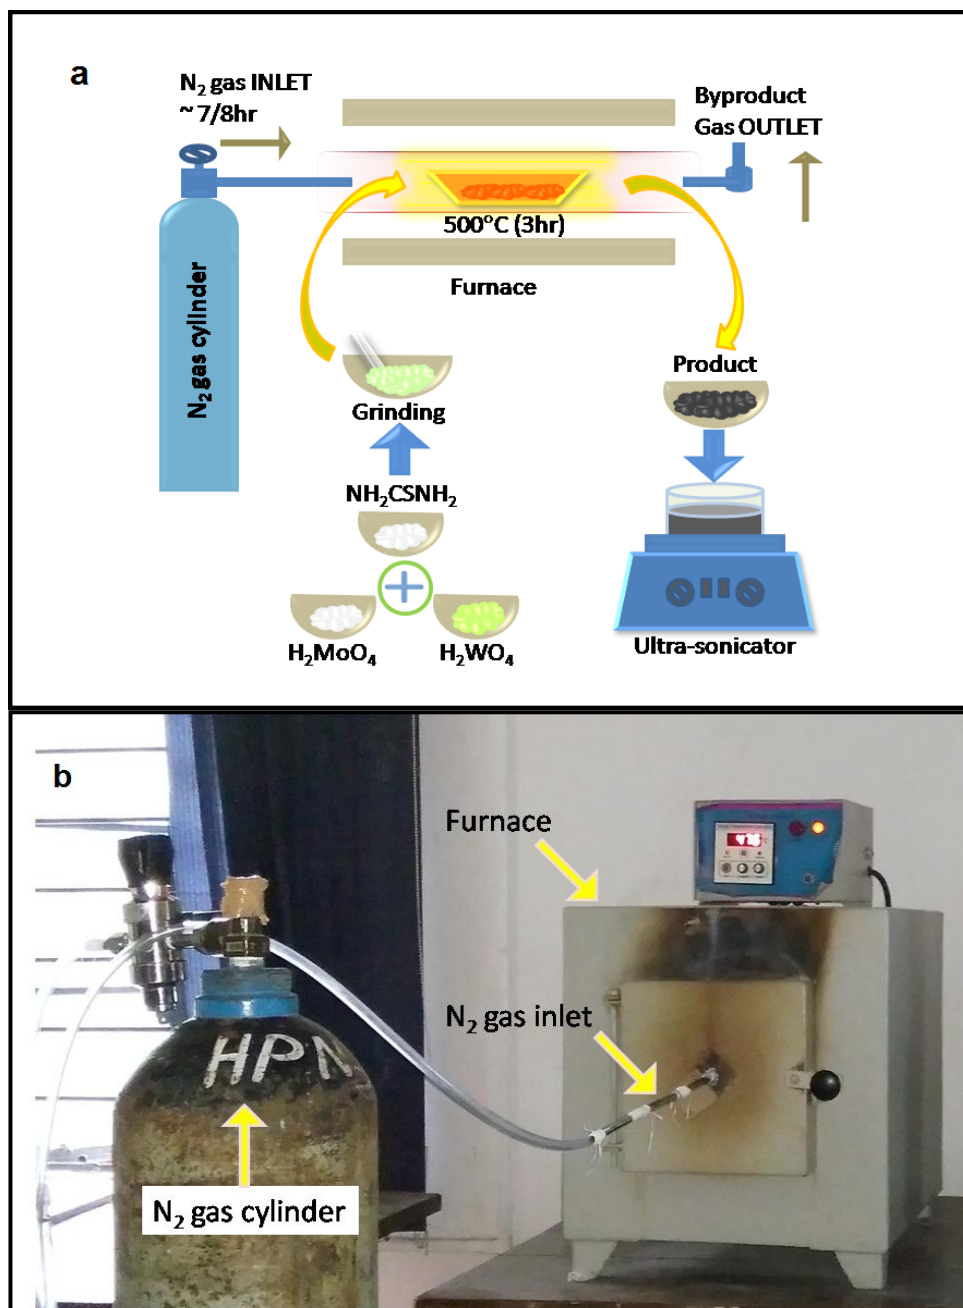 a
N₂ gas INLET
~ 7/8hr
Byproduct
Gas OUTLET
500°C (3hr)
Furnace
N₂ gas cylinder
Product
Grinding
NH₂CSNH₂
H₂MoO₄
H₂WO₄
Ultra-sonicator
b
Furnace
N₂ gas inlet
HPN
N₂ gas cylinder